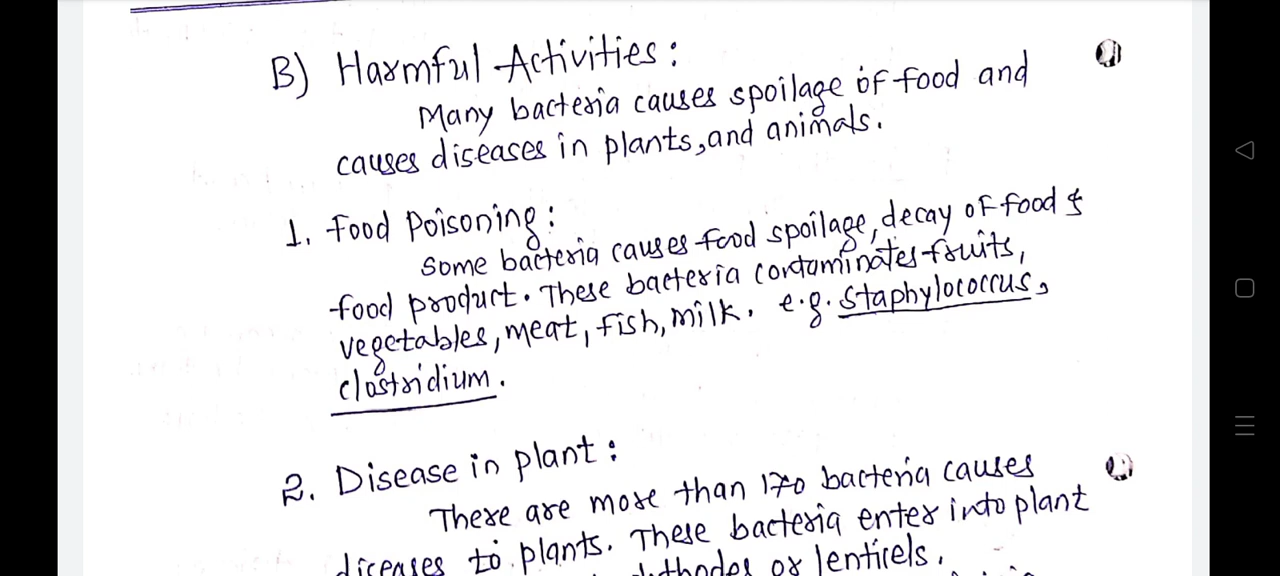 B) Harmful Activities:
Many bacteria causes spoilage of food and
causes diseases in plants, and animals.
1. Food Poisoning:
Some bacteria causes food spoilage, decay of food &
food product. These bacteria contaminates fruits,
vegetables, meat, fish, milk. e.g. Staphylococcus,
clostridium.
2. Disease in plant:
There are more than 170 bacteria causes
diseases to plants. These bacteria enter into plant
or lenticels.